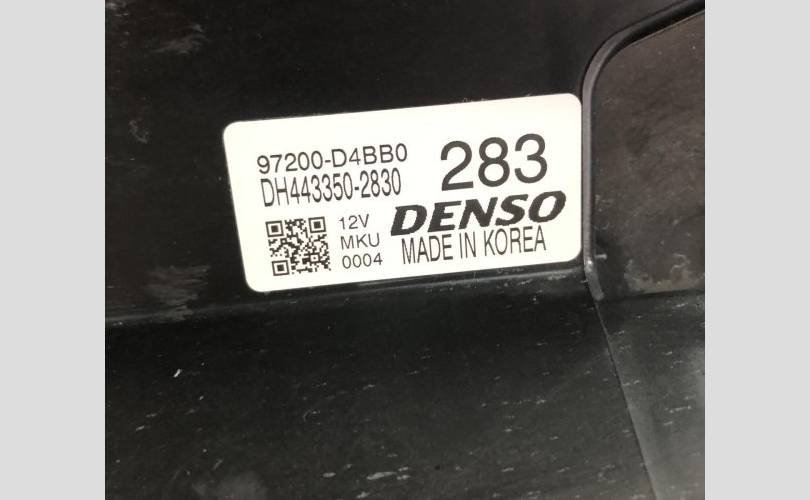 97200-D4BB0
DH443350-2830
283
12V
MKU
0004
DENSO
MADE IN KOREA